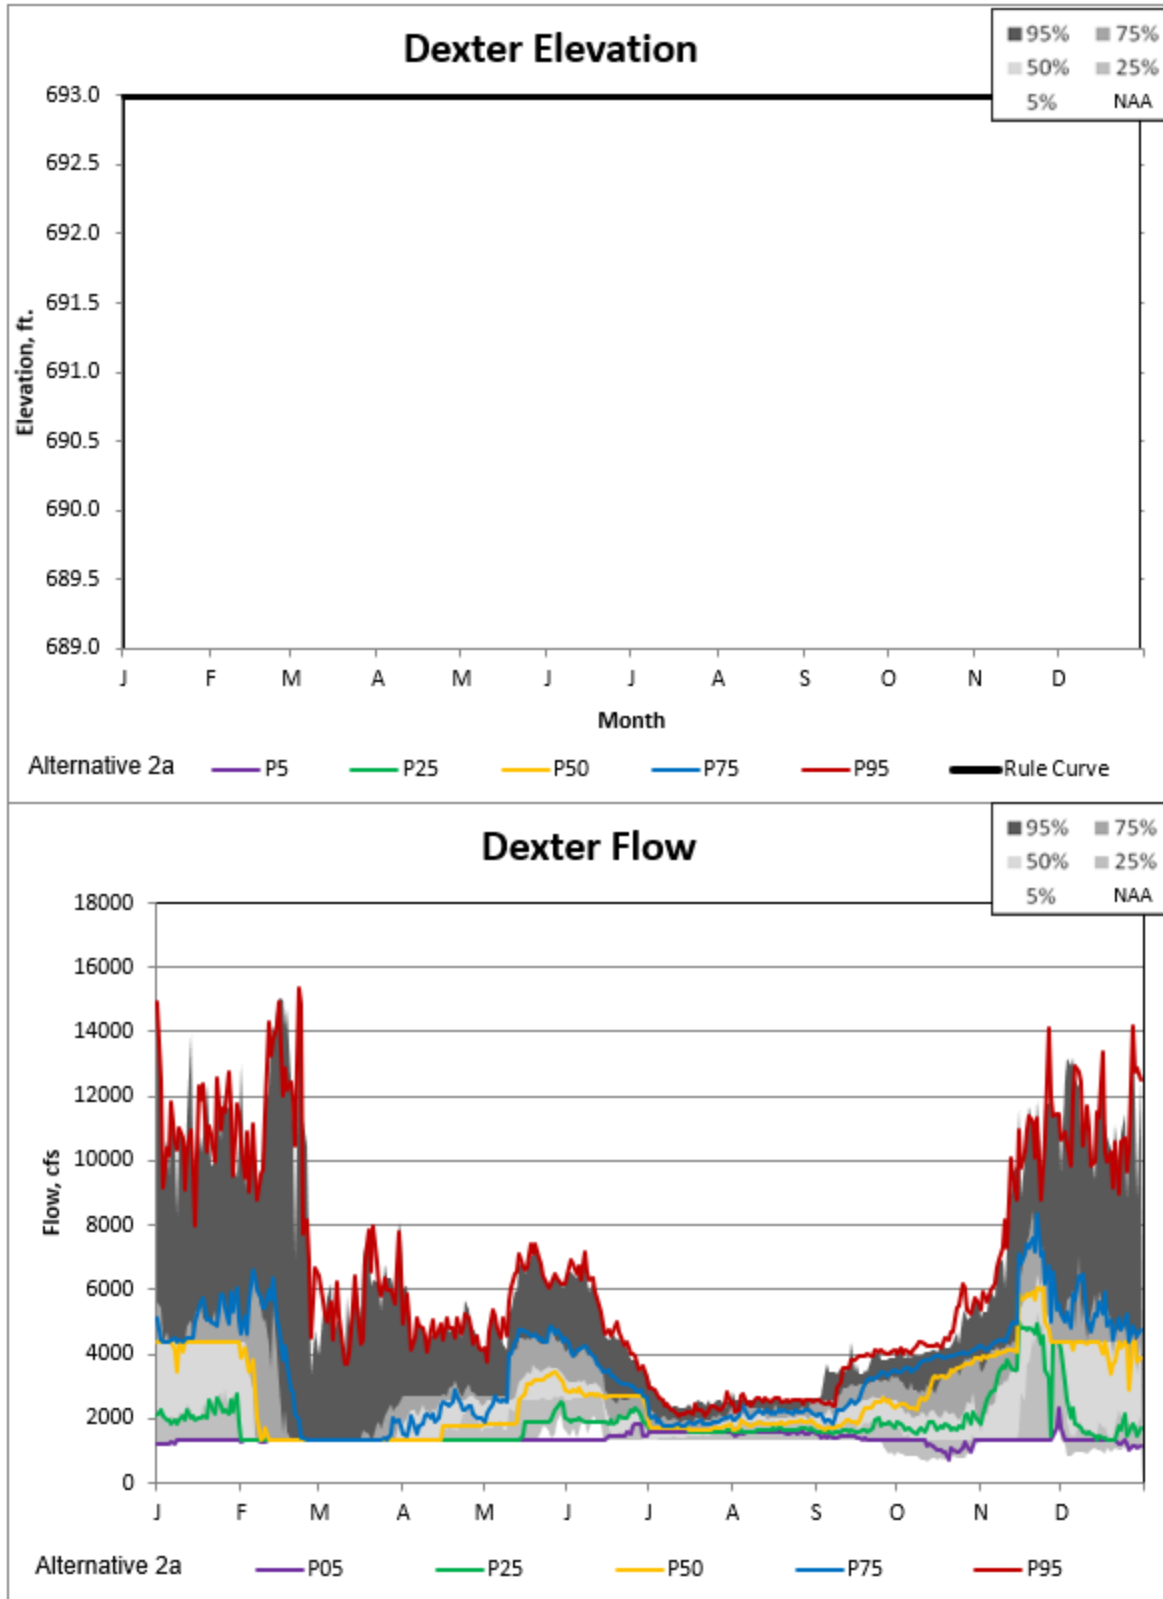 Dexter Elevation
95% 75%
50% 25%
5% NAA
693.0
692.5
692.0
691.5
691.0
690.5
690.0
689.5
689.0
Elevation, ft.
J F M A M J J A S O N D
Month
Alternative 2a P5 P25 P50 P75 P95 Rule Curve
Dexter Flow
95% 75%
50% 25%
5% NAA
18000
16000
14000
12000
10000
8000
6000
4000
2000
0
Flow, cfs
J F M A M J J A S O N D
Alternative 2a P05 P25 P50 P75 P95